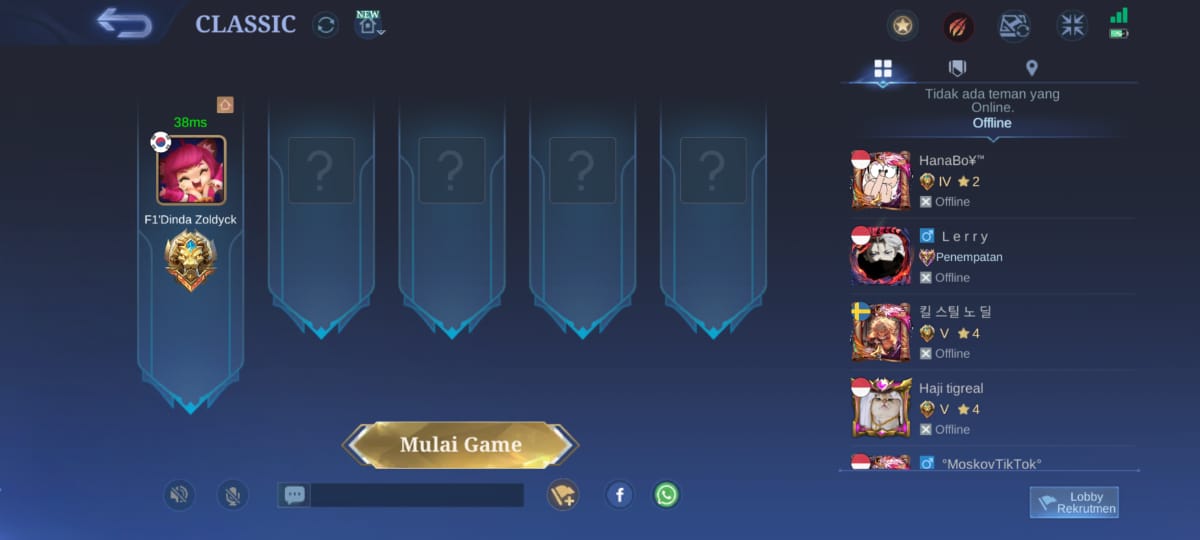 CLASSIC
NEW
Tidak ada teman yang
Online.
Offline
38ms
F1'Dinda Zoldyck
?
?
?
?
HanaBo¥™
IV ★2
Offline
L e r r y
Penempatan
Offline
킬 스틸 노 딜
V ★4
Offline
Haji tigreal
V ★4
Offline
°MoskovTikTok°
Mulai Game
Lobby
Rekrutmen